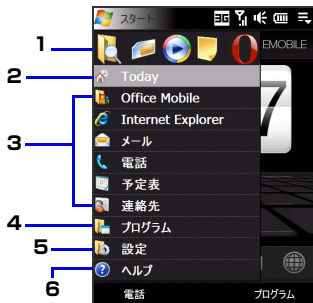 スタート
3G
1
EMOBILE
2
Today
Office Mobile
Internet Explorer
3
メール
電話
予定表
連絡先
4
プログラム
5
設定
6
ヘルプ
7
電話
プログラム